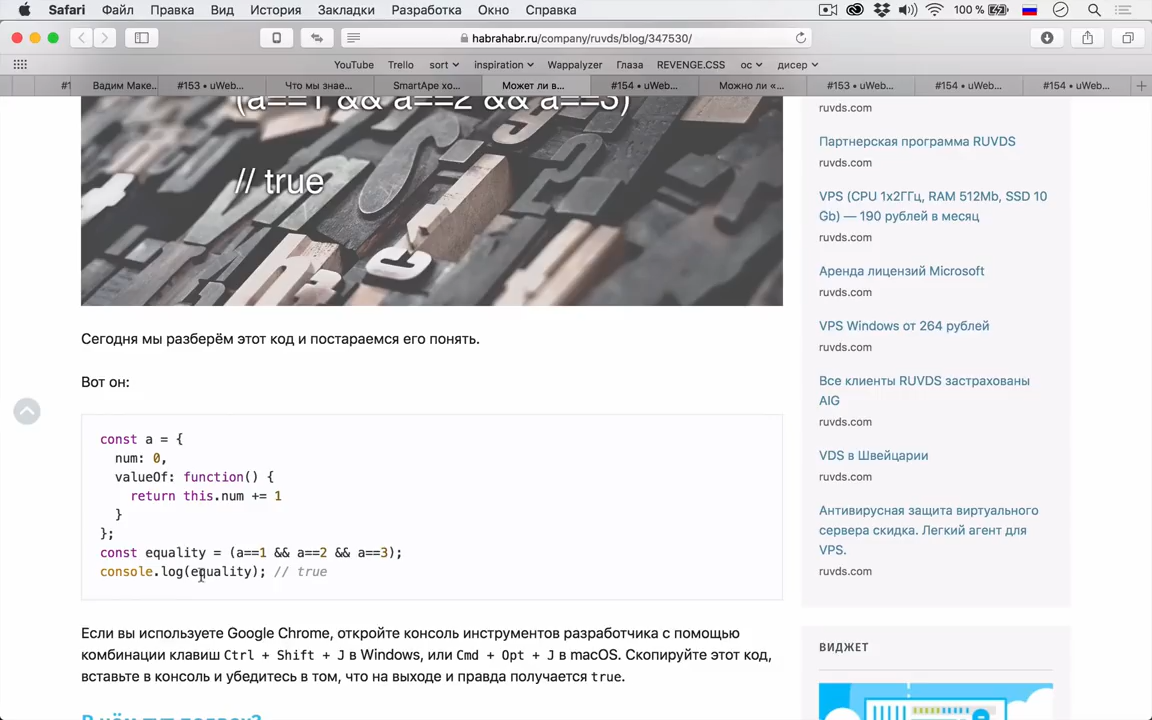 Safari Файл Правка Вид История Закладки Разработка Окно Справка 100 %
habrahabr.ru/company/ruvds/blog/347530/
YouTube Trello sort inspiration Wappalyzer Глаза REVENGE.CSS ос дисер
#1 Вадим Маке... #153 – uWeb... Что мы знае... SmartApe хо... Может ли в... #154 – uWeb... Можно ли «... #153 – uWeb... #154 – uWeb... #154 – uWeb...
(a==1 && a==2 && a==3)
// true
Сегодня мы разберём этот код и постараемся его понять.
Вот он:
const a = {
num: 0,
valueOf: function() {
return this.num += 1
}
};
const equality = (a==1 && a==2 && a==3);
console.log(equality); // true
Если вы используете Google Chrome, откройте консоль инструментов разработчика с помощью
комбинации клавиш Ctrl + Shift + J в Windows, или Cmd + Opt + J в macOS. Скопируйте этот код,
вставьте в консоль и убедитесь в том, что на выходе и правда получается true.
В чём тут подвох?
ruvds.com
Партнерская программа RUVDS
ruvds.com
VPS (CPU 1x2ГГц, RAM 512Mb, SSD 10
Gb) — 190 рублей в месяц
ruvds.com
Аренда лицензий Microsoft
ruvds.com
VPS Windows от 264 рублей
ruvds.com
Все клиенты RUVDS застрахованы
AIG
ruvds.com
VDS в Швейцарии
ruvds.com
Антивирусная защита виртуального
сервера скидка. Легкий агент для
VPS.
ruvds.com
ВИДЖЕТ